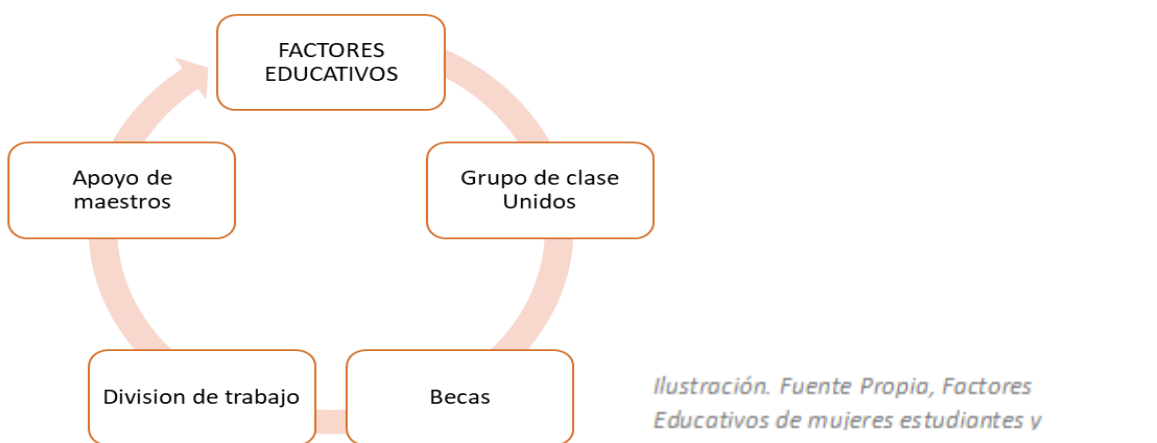 FACTORES
EDUCATIVOS
Grupo de clase
Unidos
Becas
Division de trabajo
Apoyo de
maestros
Ilustración. Fuente Propia, Factores
Educativos de mujeres estudiantes y